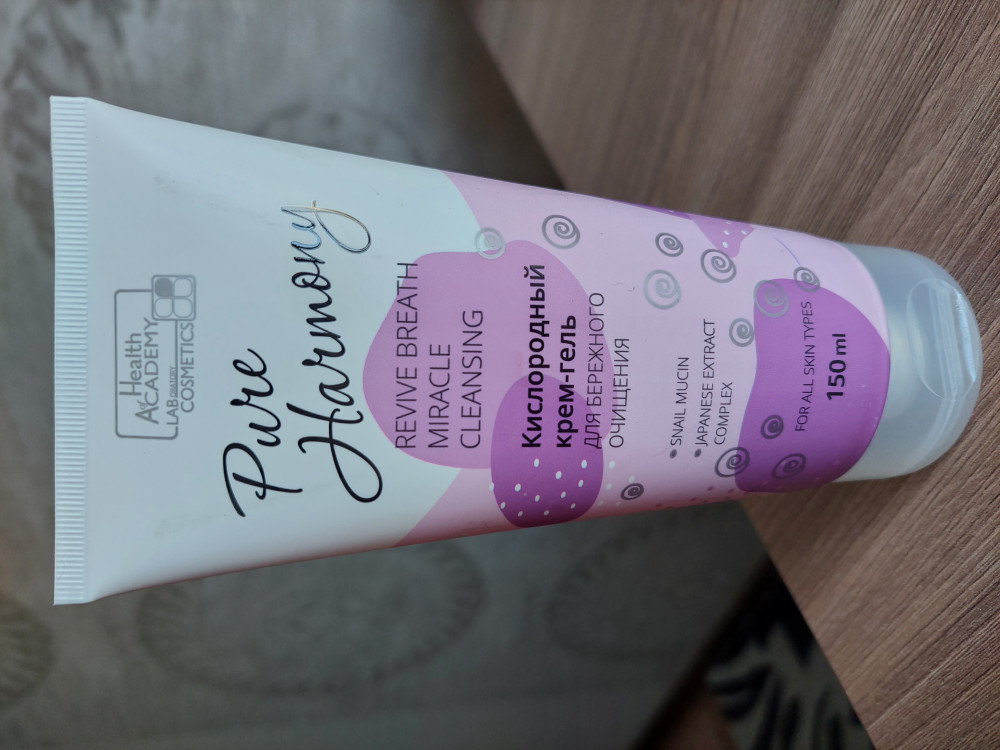 Health
ACADEMY
LABORATORY
COSMETICS
Pure
Harmony
REVIVE BREATH
MIRACLE
CLEANSING
Кислородный
крем-гель
ДЛЯ БЕРЕЖНОГО
ОЧИЩЕНИЯ
SNAIL MUCIN
JAPANESE EXTRACT
COMPLEX
FOR ALL SKIN TYPES
150 ml